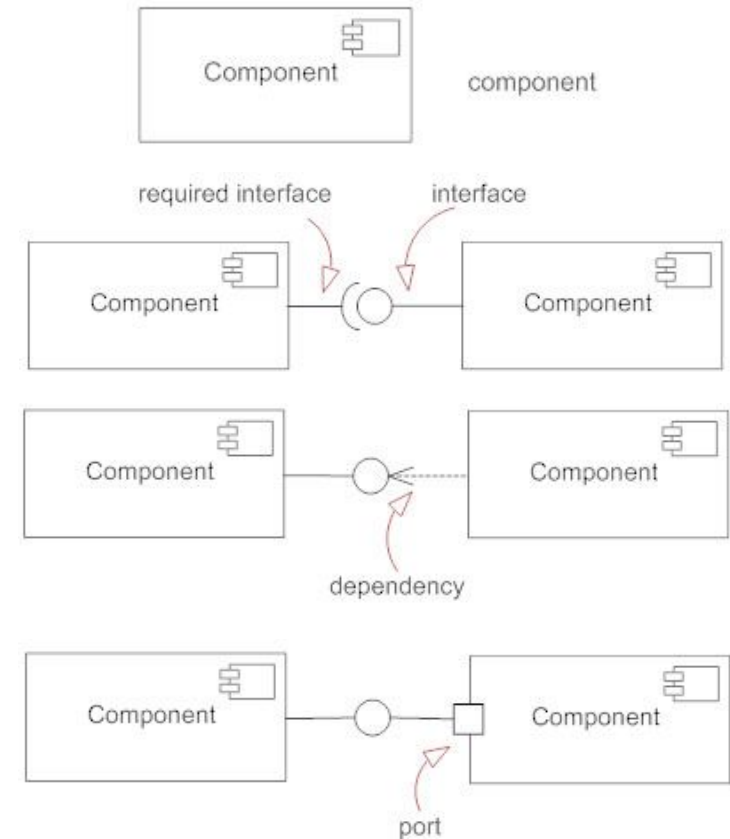 Component
component
required interface
interface
Component
Component
Component
Component
dependency
Component
Component
port